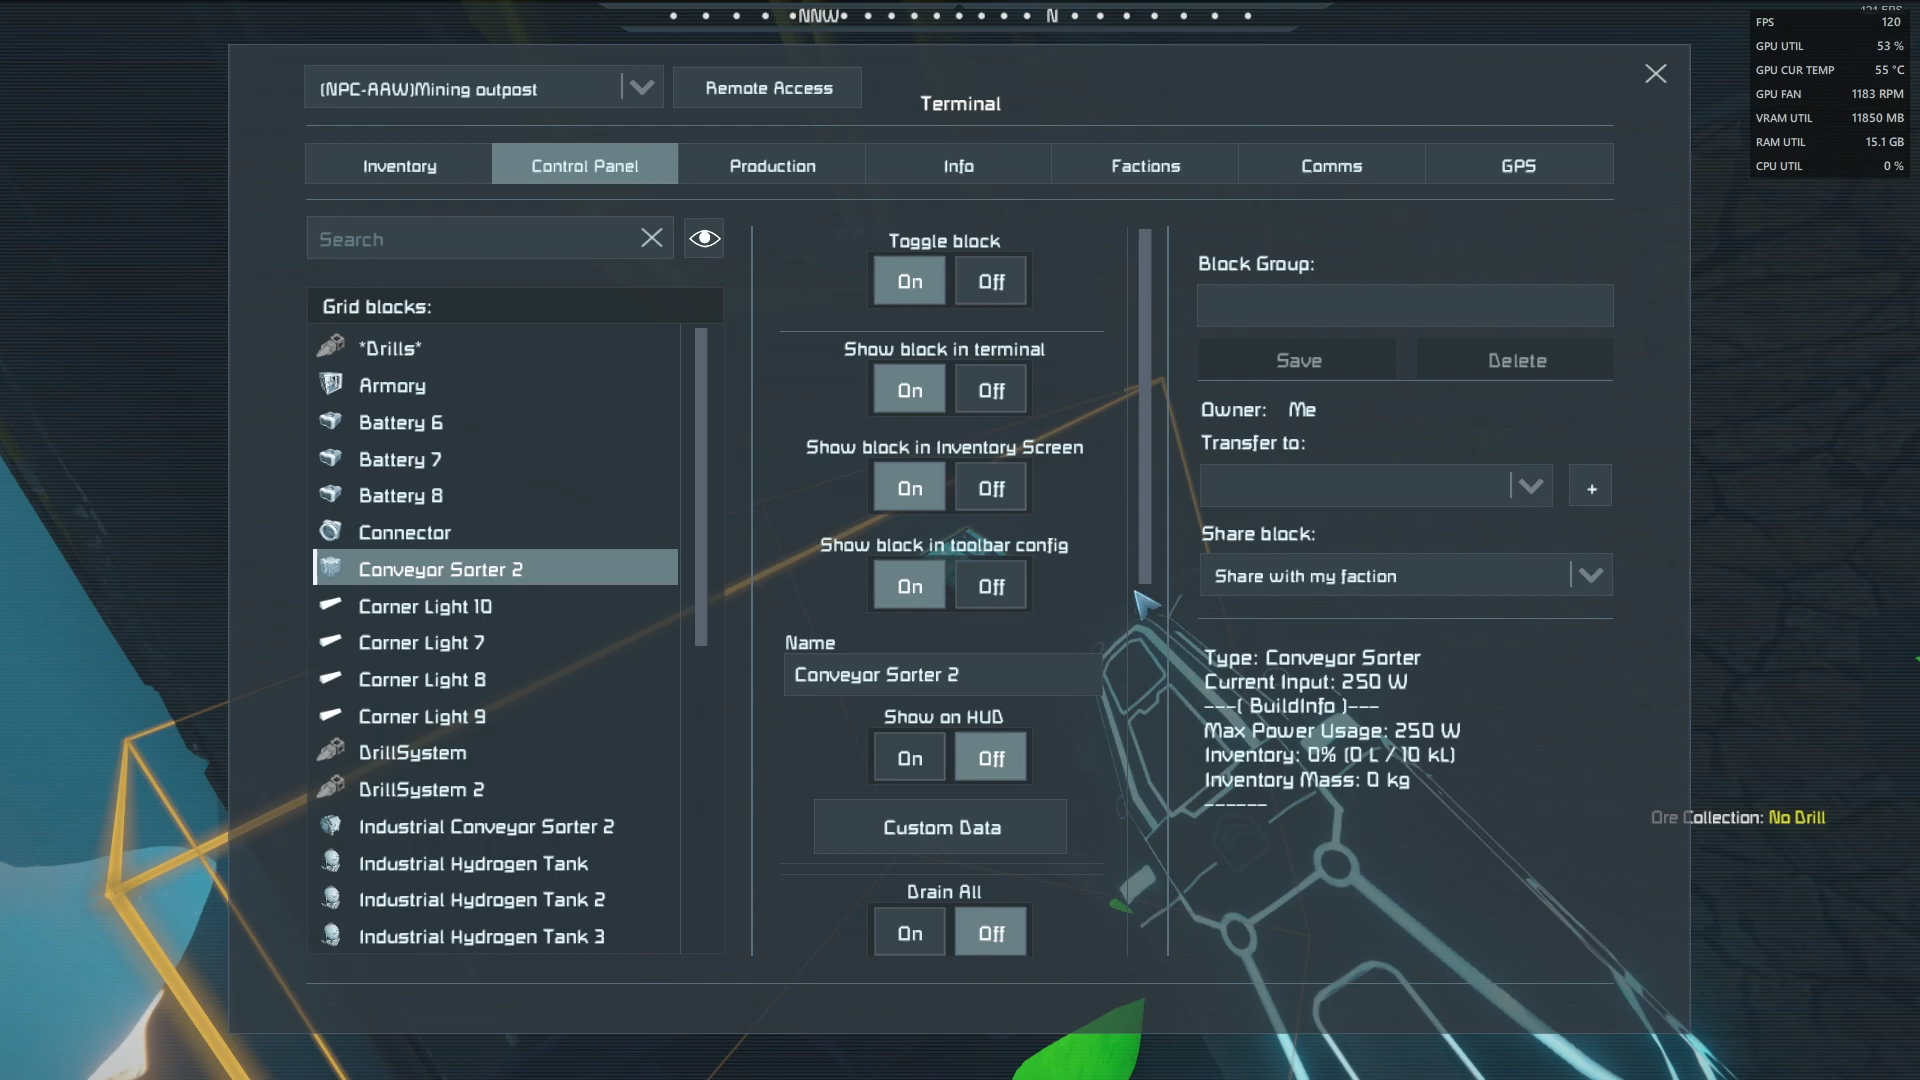 NNW N
FPS 120
GPU UTIL 53 %
GPU CUR TEMP 55 °C
GPU FAN 1183 RPM
VRAM UTIL 11850 MB
RAM UTIL 15.1 GB
CPU UTIL 0 %
(NPC-AAW)Mining outpost
Remote Access
Terminal
Inventory
Control Panel
Production
Info
Factions
Comms
GPS
Search
Grid blocks:
*Drills*
Armory
Battery 6
Battery 7
Battery 8
Connector
Conveyor Sorter 2
Corner Light 10
Corner Light 7
Corner Light 8
Corner Light 9
DrillSystem
DrillSystem 2
Industrial Conveyor Sorter 2
Industrial Hydrogen Tank
Industrial Hydrogen Tank 2
Industrial Hydrogen Tank 3
Toggle block
On Off
Show block in terminal
On Off
Show block in Inventory Screen
On Off
Show block in toolbar config
On Off
Name
Conveyor Sorter 2
Show on HUD
On Off
Custom Data
Drain All
On Off
Block Group:
Save
Delete
Owner: Me
Transfer to:
+
Share block:
Share with my faction
Type: Conveyor Sorter
Current Input: 250 W
---( BuildInfo )---
Max Power Usage: 250 W
Inventory: 0% (0 L / 10 kL)
Inventory Mass: 0 kg
------
Ore Collection: No Drill